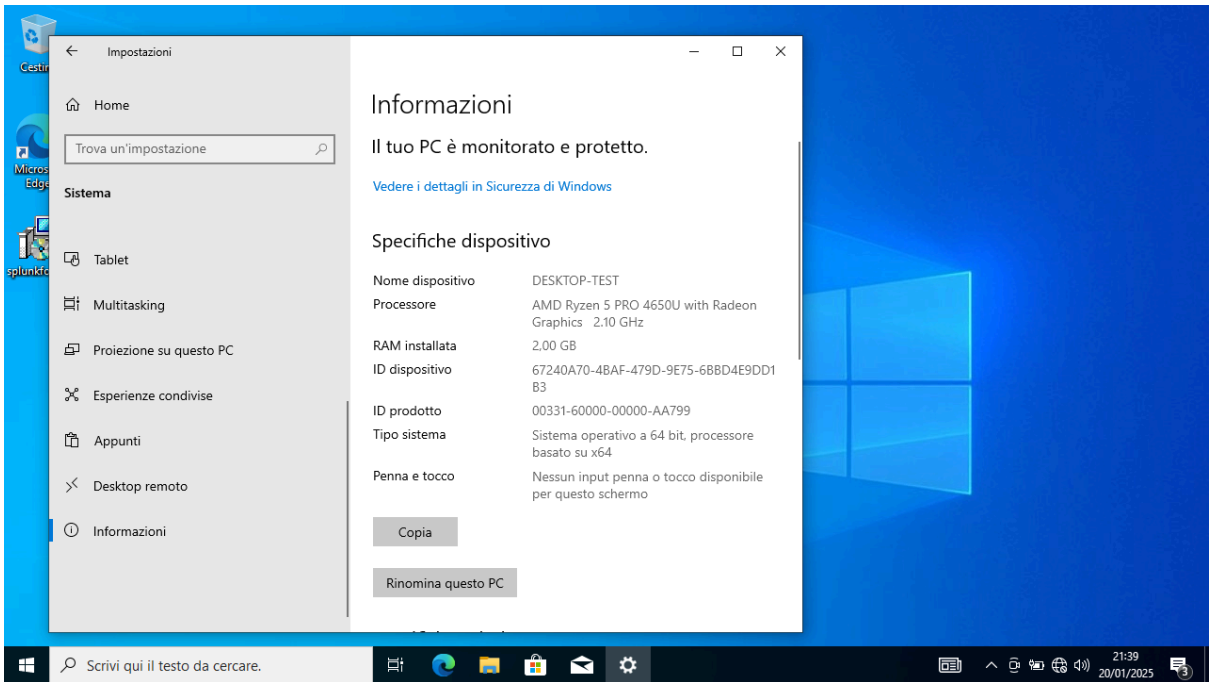 Impostazioni
Home
Trova un'impostazione
Sistema
Tablet
Multitasking
Proiezione su questo PC
Esperienze condivise
Appunti
Desktop remoto
Informazioni
Informazioni
Il tuo PC è monitorato e protetto.
Vedere i dettagli in Sicurezza di Windows
Specifiche dispositivo
Nome dispositivo DESKTOP-TEST
Processore AMD Ryzen 5 PRO 4650U with Radeon
Graphics 2.10 GHz
RAM installata 2,00 GB
ID dispositivo 67240A70-4BAF-479D-9E75-6BBD4E9DD1
B3
ID prodotto 00331-60000-00000-AA799
Tipo sistema Sistema operativo a 64 bit, processore
basato su x64
Penna e tocco Nessun input penna o tocco disponibile
per questo schermo
Copia
Rinomina questo PC
Cestin
Micros
Edge
splunkfo
Scrivi qui il testo da cercare.
21:39
20/01/2025
3